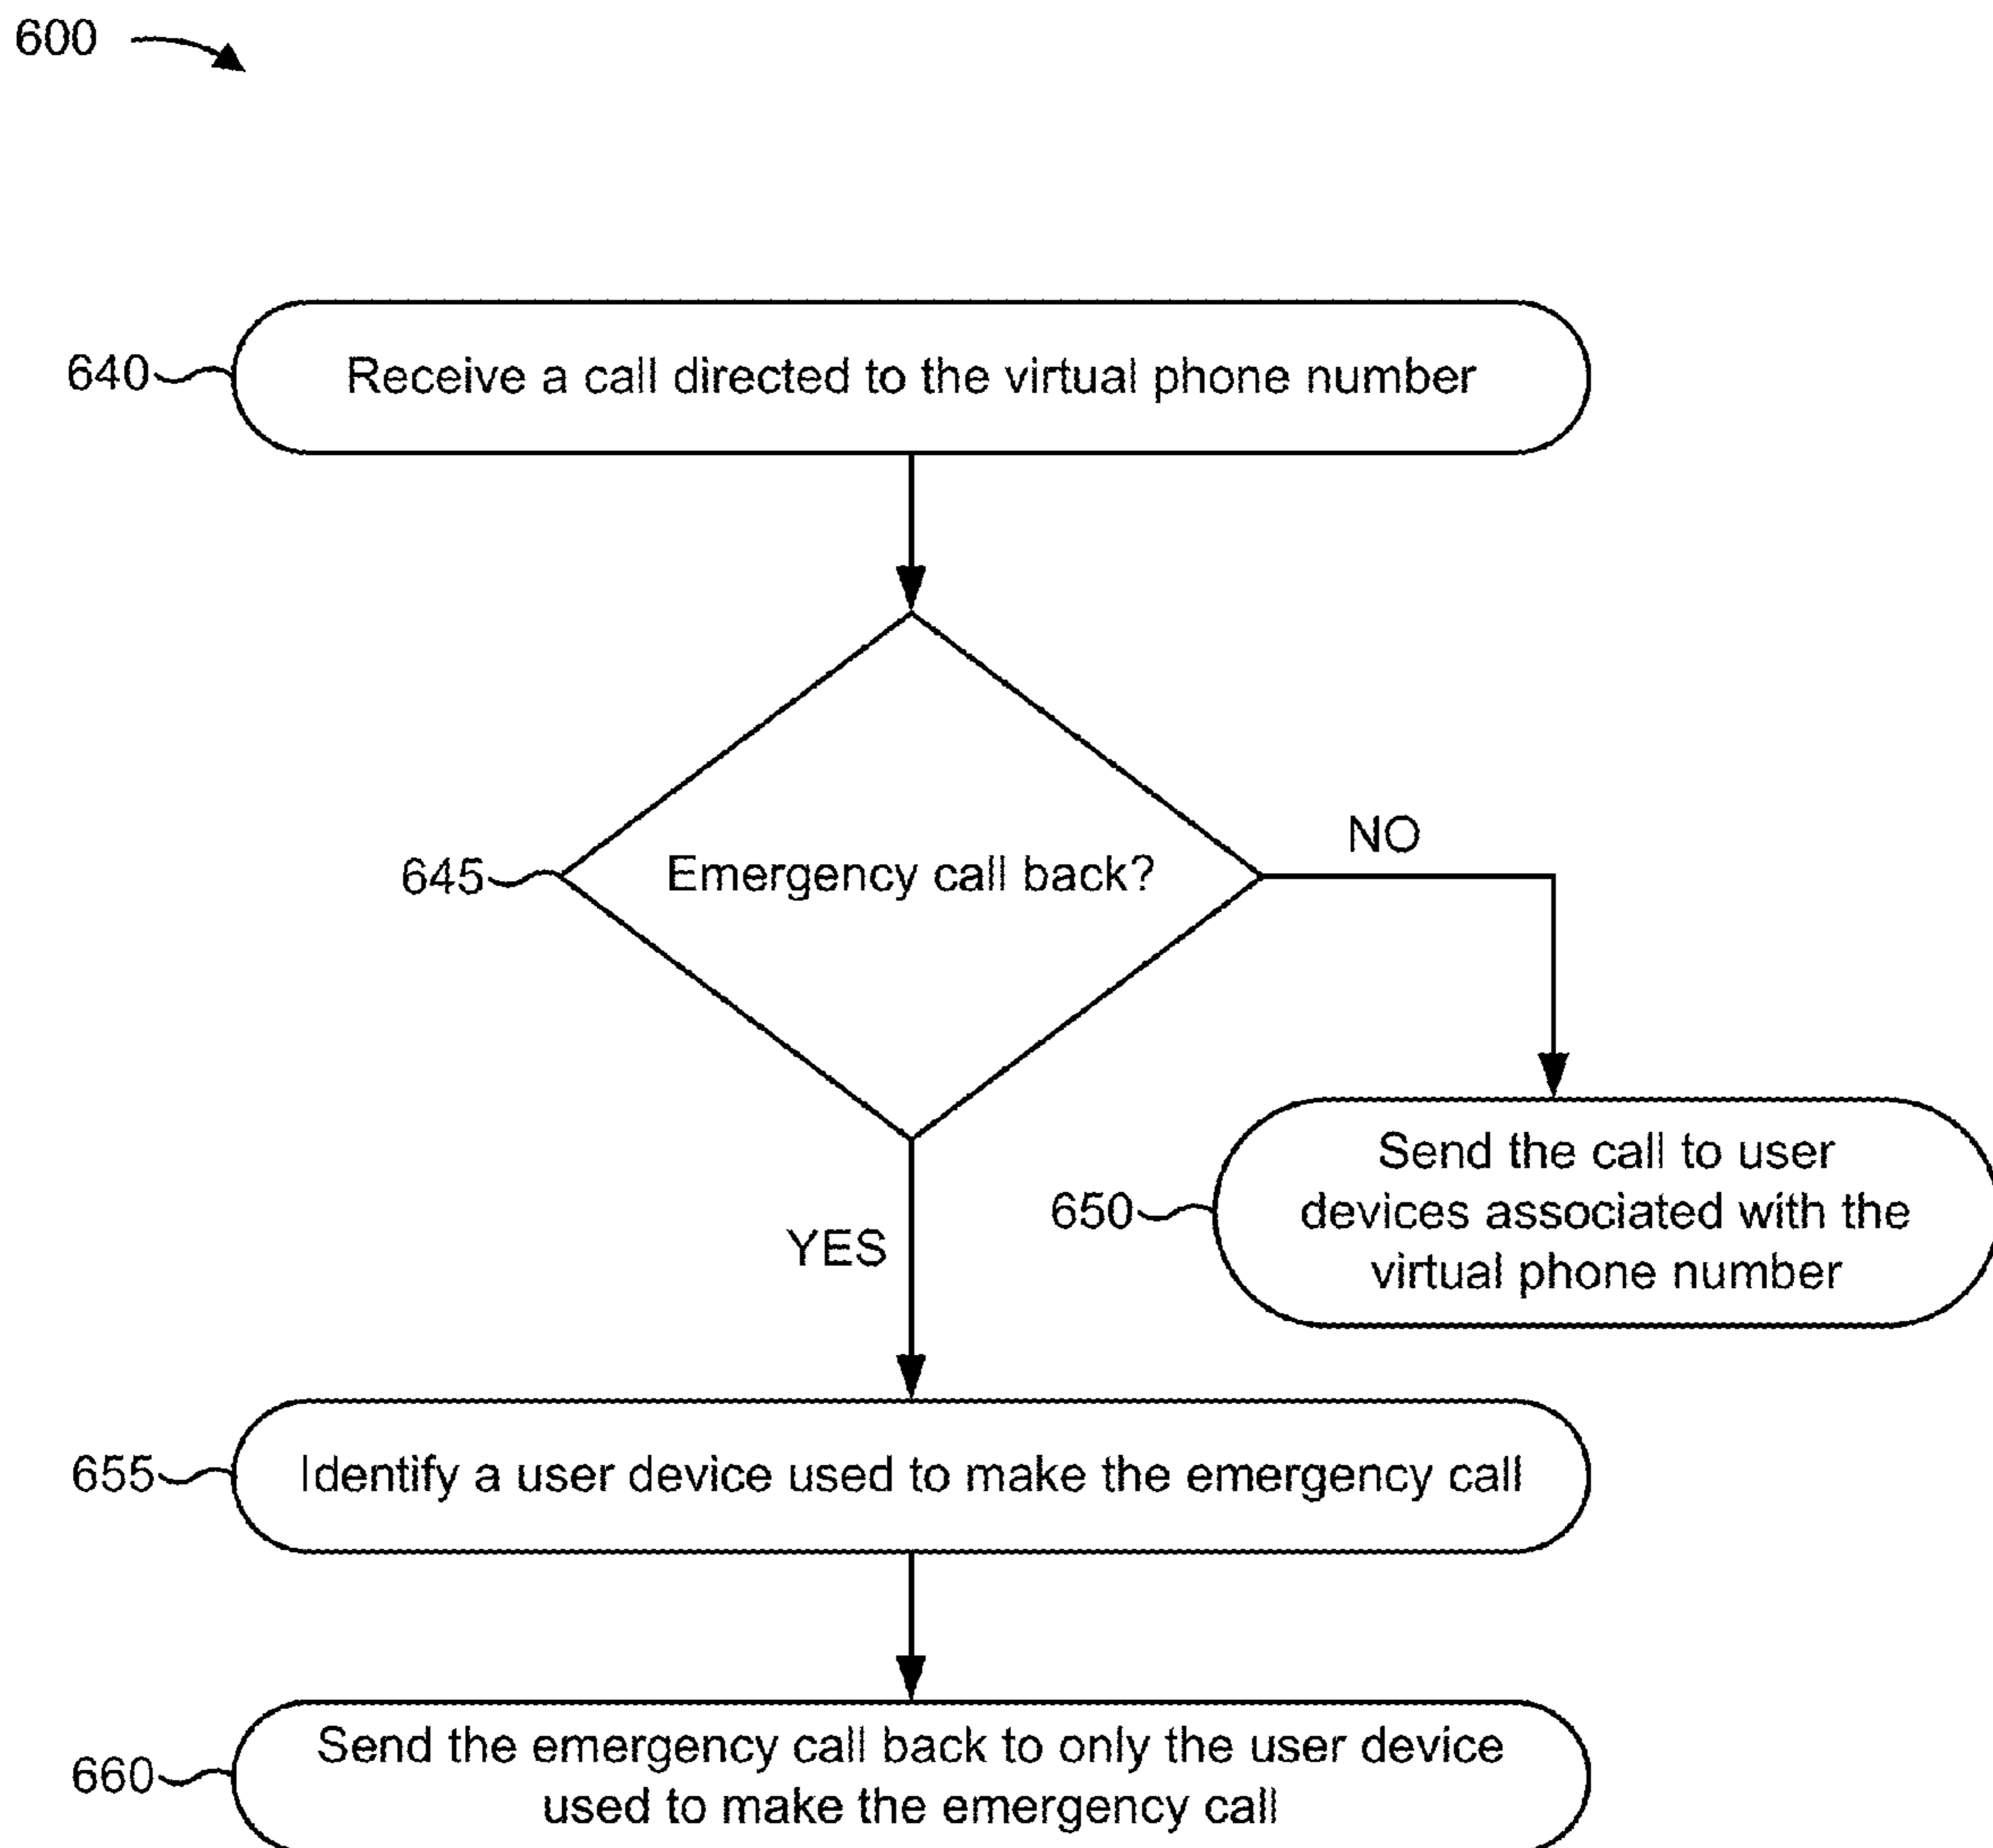 600
640
Receive a call directed to the virtual phone number
645
Emergency call back?
NO
YES
650
Send the call to user
devices associated with the
virtual phone number
655
Identify a user device used to make the emergency call
660
Send the emergency call back to only the user device
used to make the emergency call